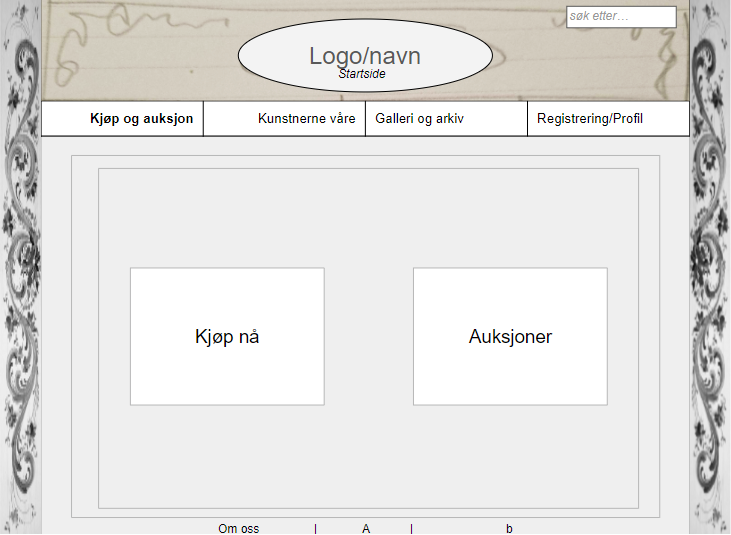 søk etter…
Logo/navn
Startside
Kjøp og auksjon Kunstnerne våre Galleri og arkiv Registrering/Profil
Kjøp nå Auksjoner
Om oss | A | b